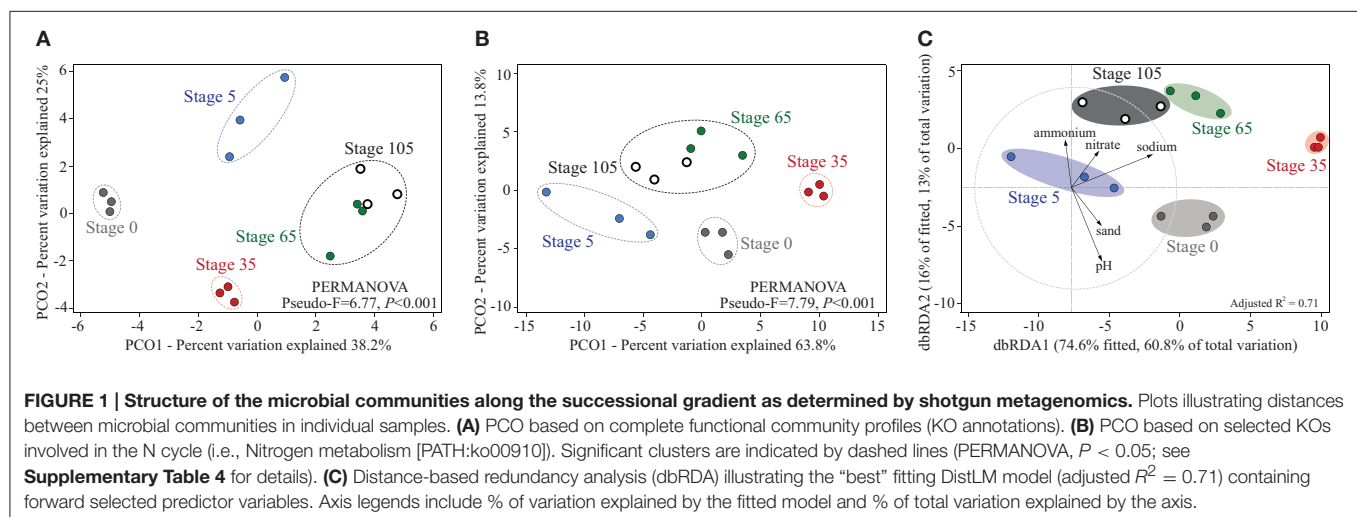 A
PCO2 - Percent variation explained 25%
6
4
2
0
-2
-4
-6
-4
-2
0
2
4
6
Stage 5
Stage 0
Stage 105
Stage 65
Stage 35
PERMANOVA
Pseudo-F=6.77, P<0.001
PCO1 - Percent variation explained 38.2%
B
PCO2 - Percent variation explained 13.8%
10
5
0
-5
-10
-15
-10
-5
0
5
10
15
Stage 65
Stage 105
Stage 35
Stage 5
Stage 0
PERMANOVA
Pseudo-F=7.79, P<0.001
PCO1 - Percent variation explained 63.8%
C
dbRDA2 (16% of fitted, 13% of total variation)
5
0
-5
-10
-15
-10
-5
0
5
10
Stage 105
Stage 65
ammonium
nitrate
sodium
Stage 35
Stage 5
sand
Stage 0
pH
Adjusted R² = 0.71
dbRDA1 (74.6% fitted, 60.8% of total variation)
FIGURE 1 | Structure of the microbial communities along the successional gradient as determined by shotgun metagenomics. Plots illustrating distances
between microbial communities in individual samples. (A) PCO based on complete functional community profiles (KO annotations). (B) PCO based on selected KOs
involved in the N cycle (i.e., Nitrogen metabolism [PATH:ko00910]). Significant clusters are indicated by dashed lines (PERMANOVA, P < 0.05; see
Supplementary Table 4 for details). (C) Distance-based redundancy analysis (dbRDA) illustrating the “best” fitting DistLM model (adjusted R² = 0.71) containing
forward selected predictor variables. Axis legends include % of variation explained by the fitted model and % of total variation explained by the axis.